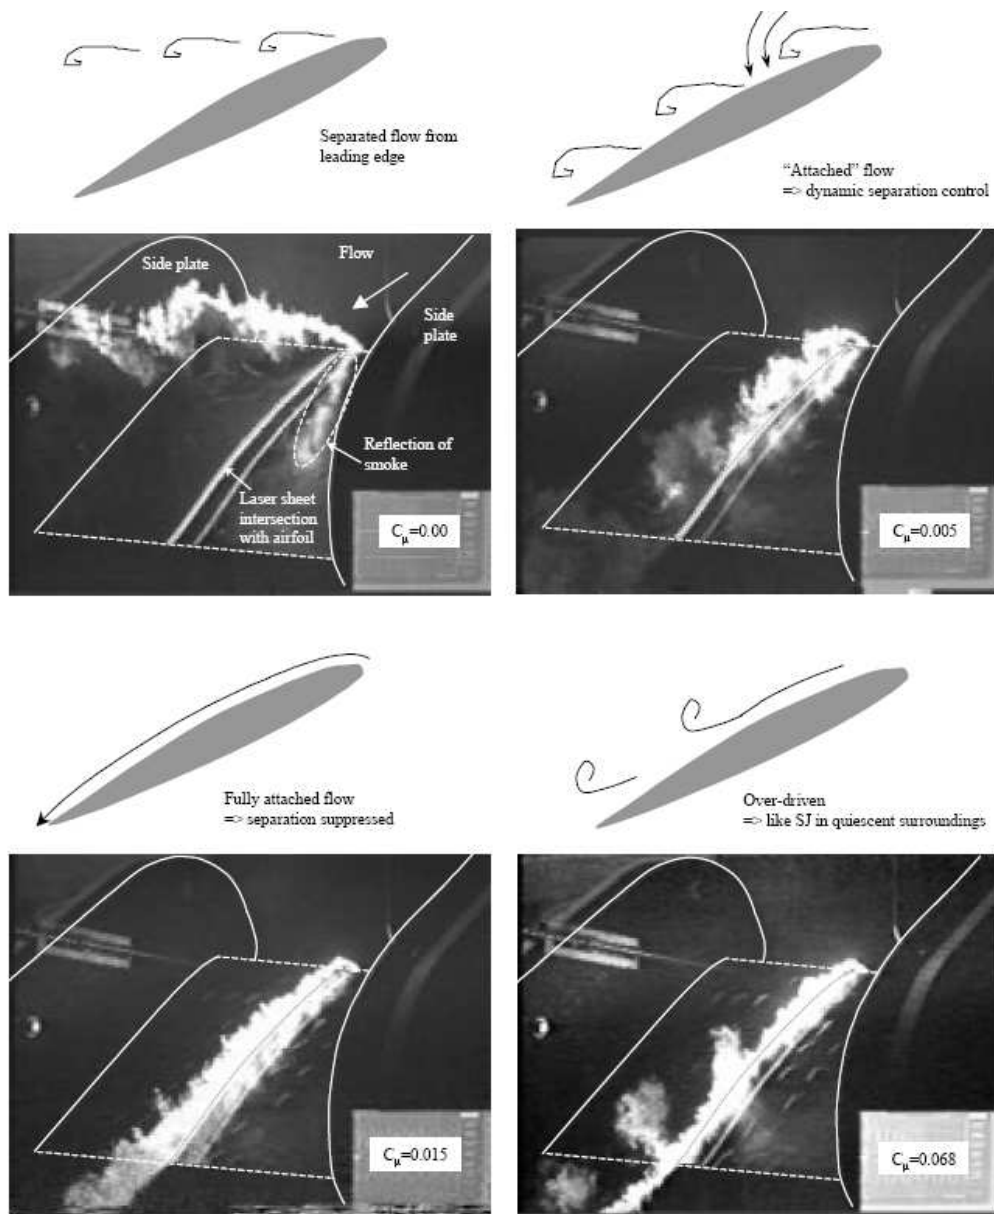 Separated flow from
leading edge
“Attached” flow
=> dynamic separation control
Side plate
Flow
Side
plate
Reflection of
smoke
Laser sheet
intersection
with airfoil
Cμ=0.00
Cμ=0.005
Fully attached flow
=> separation suppressed
Over-driven
=> like SJ in quiescent surroundings
Cμ=0.015
Cμ=0.068